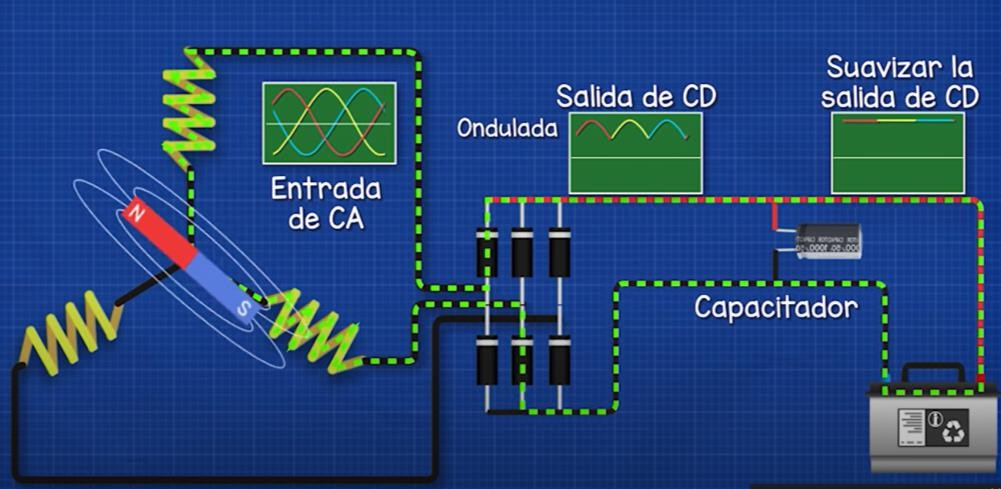 Suavizar la
salida de CD
Salida de CD
Ondulada
Entrada
de CA
N
S
Capacitador